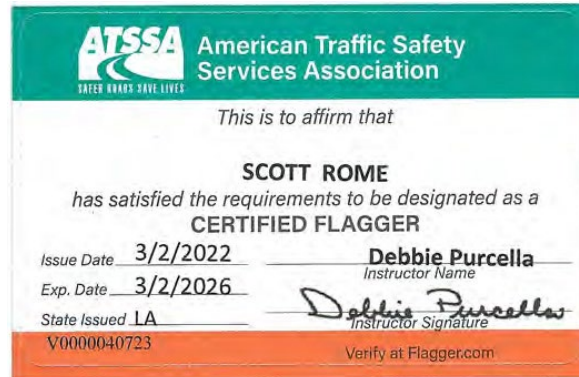 ATSSA
SAFER ROADS SAVE LIVES
American Traffic Safety
Services Association
This is to affirm that
SCOTT ROME
has satisfied the requirements to be designated as a
CERTIFIED FLAGGER
Issue Date 3/2/2022
Debbie Purcella
Instructor Name
Exp. Date 3/2/2026
Debbie Purcella
Instructor Signature
State Issued LA
V0000040723
Verify at Flagger.com